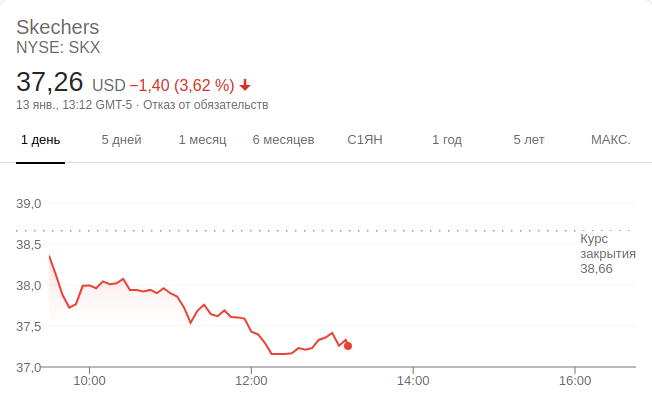 Skechers
NYSE: SKX
37,26 USD −1,40 (3,62 %)
13 янв., 13:12 GMT-5 · Отказ от обязательств
1 день 5 дней 1 месяц 6 месяцев С1ЯН 1 год 5 лет МАКС.
39,0
38,5
38,0
37,5
37,0
Курс
закрытия
38,66
10:00 12:00 14:00 16:00